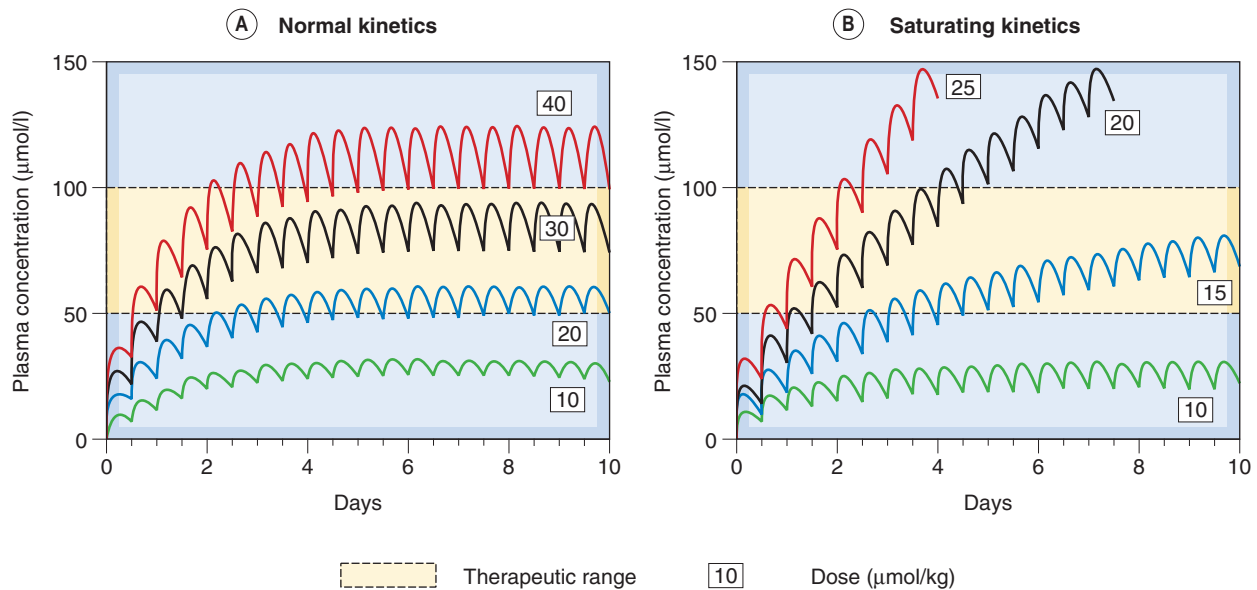 A Normal kinetics
Plasma concentration (μmol/l)
150
100
50
0
40
30
20
10
0 2 4 6 8 10
Days
B Saturating kinetics
Plasma concentration (μmol/l)
150
100
50
0
25
20
15
10
0 2 4 6 8 10
Days
Therapeutic range
10 Dose (μmol/kg)